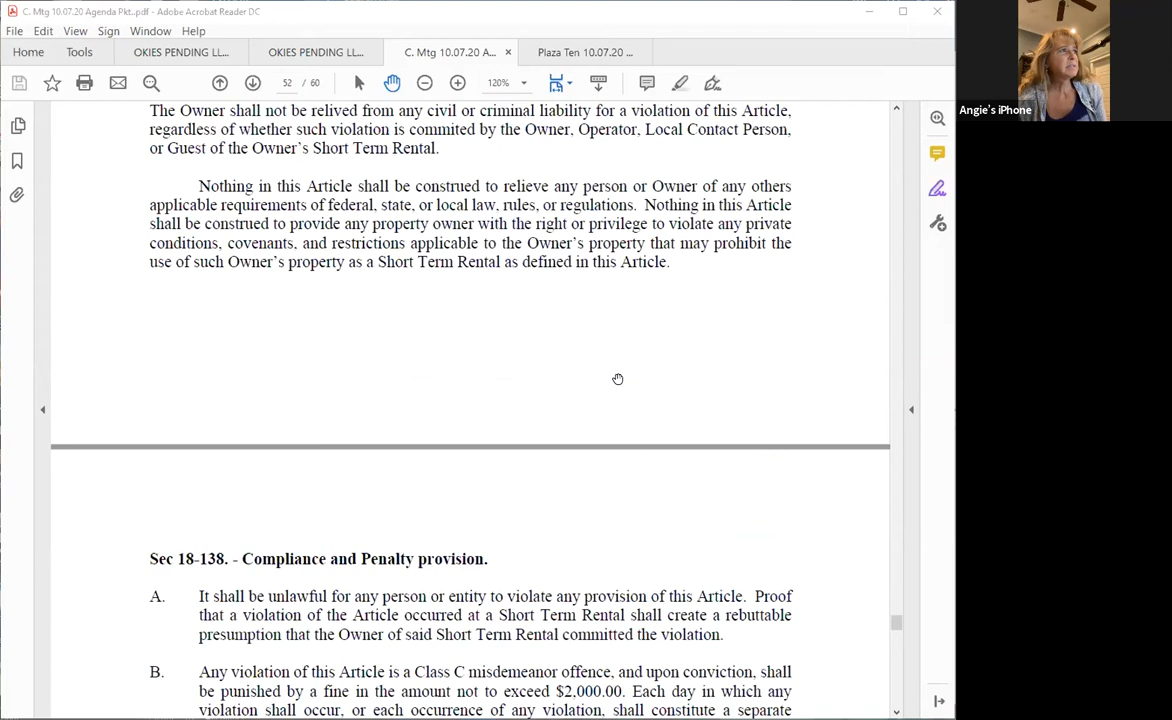 C. Mtg 10.07.20 Agenda Pkt..pdf - Adobe Acrobat Reader DC
File Edit View Sign Window Help
Home Tools OKIES PENDING LL... OKIES PENDING LL... C. Mtg 10.07.20 A... × Plaza Ten 10.07.20 ...
52 / 60 120%
Angie's iPhone
The Owner shall not be relived from any civil or criminal liability for a violation of this Article,
regardless of whether such violation is commited by the Owner, Operator, Local Contact Person,
or Guest of the Owner's Short Term Rental.
Nothing in this Article shall be construed to relieve any person or Owner of any others
applicable requirements of federal, state, or local law, rules, or regulations. Nothing in this Article
shall be construed to provide any property owner with the right or privilege to violate any private
conditions, covenants, and restrictions applicable to the Owner's property that may prohibit the
use of such Owner's property as a Short Term Rental as defined in this Article.
Sec 18-138. - Compliance and Penalty provision.
A. It shall be unlawful for any person or entity to violate any provision of this Article. Proof
that a violation of the Article occurred at a Short Term Rental shall create a rebuttable
presumption that the Owner of said Short Term Rental committed the violation.
B. Any violation of this Article is a Class C misdemeanor offence, and upon conviction, shall
be punished by a fine in the amount not to exceed $2,000.00. Each day in which any
violation shall occur, or each occurrence of any violation, shall constitute a separate